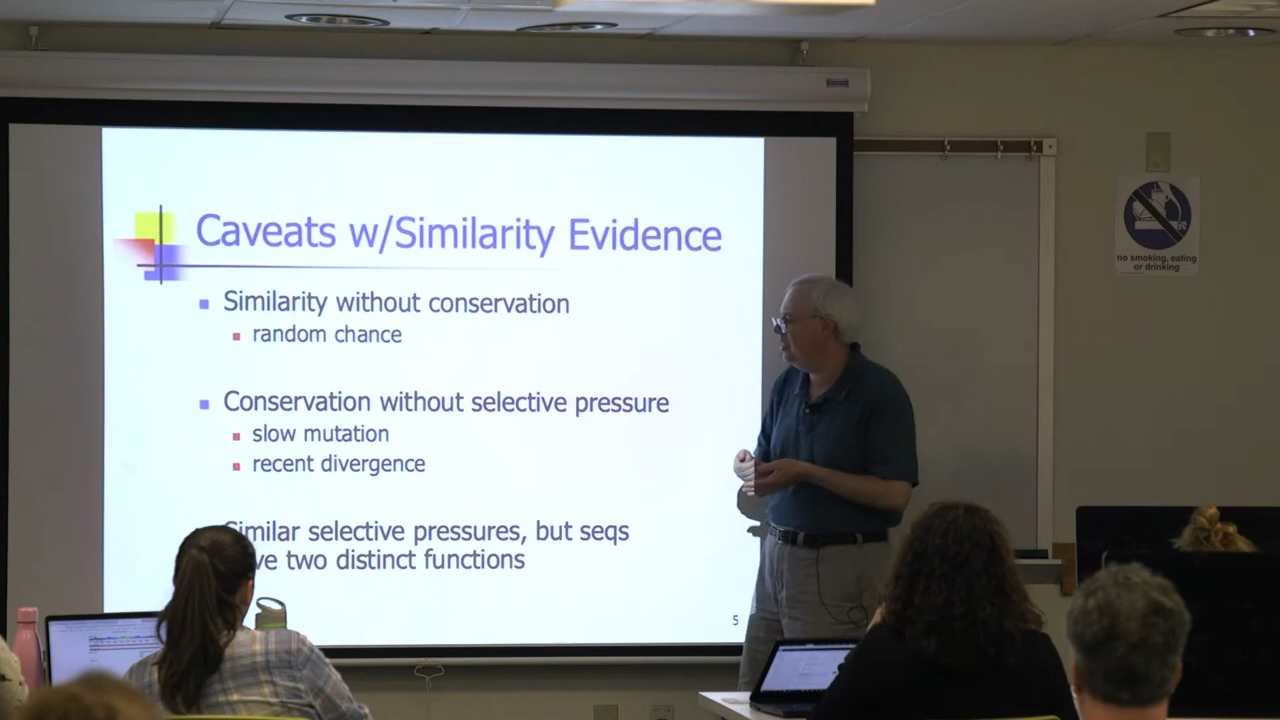 Caveats w/Similarity Evidence
Similarity without conservation
random chance
Conservation without selective pressure
slow mutation
recent divergence
Similar selective pressures, but seqs
ve two distinct functions
5
no smoking, eating
or drinking